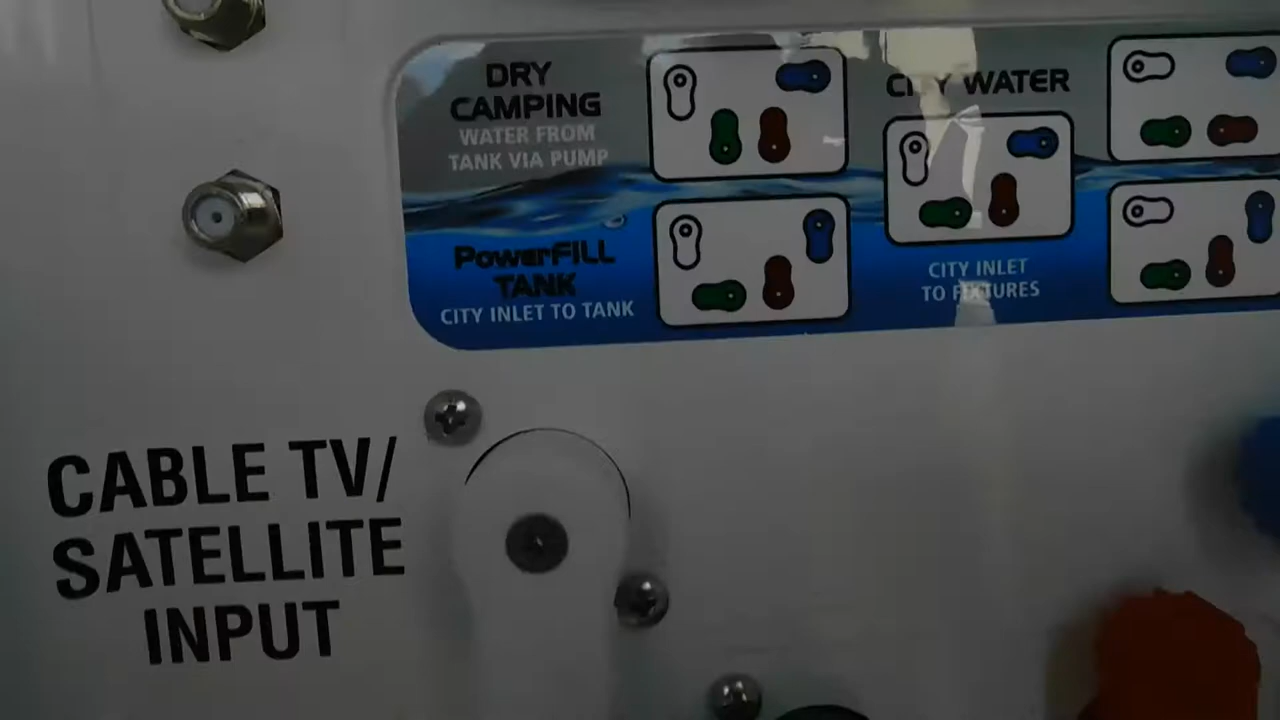 DRY
CAMPING
WATER FROM
TANK VIA PUMP
PowerFILL
TANK
CITY INLET TO TANK
CITY WATER
CITY INLET
TO FIXTURES
CABLE TV/
SATELLITE
INPUT